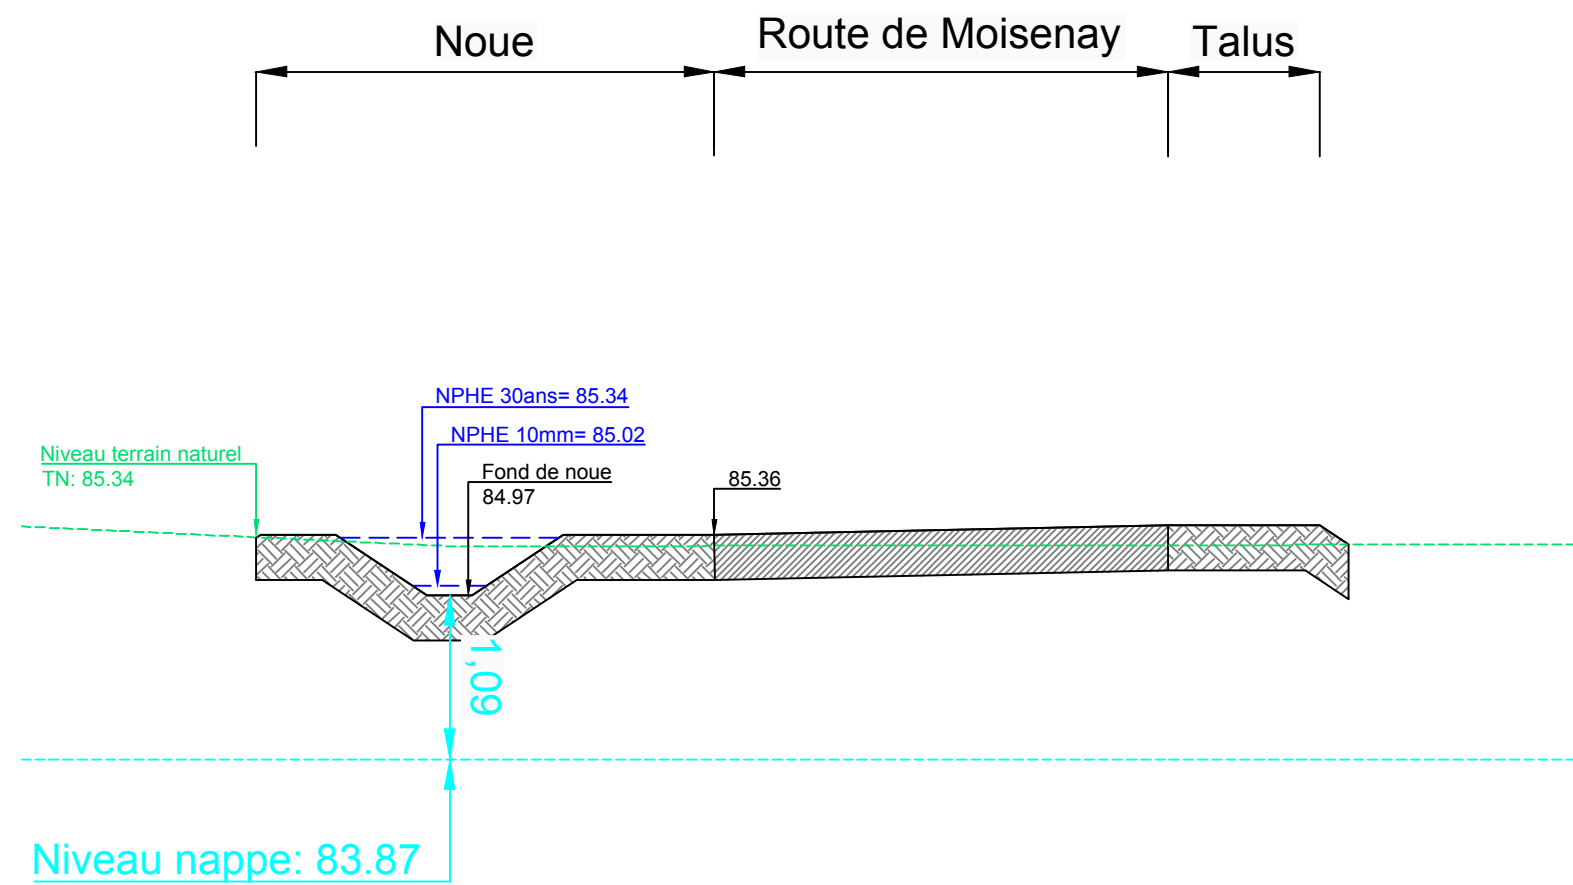 Noue
Route de Moisenay
Talus
NPHE 30ans= 85.34
NPHE 10mm= 85.02
Niveau terrain naturel
TN: 85.34
Fond de noue
84.97
85.36
1,09
Niveau nappe: 83.87